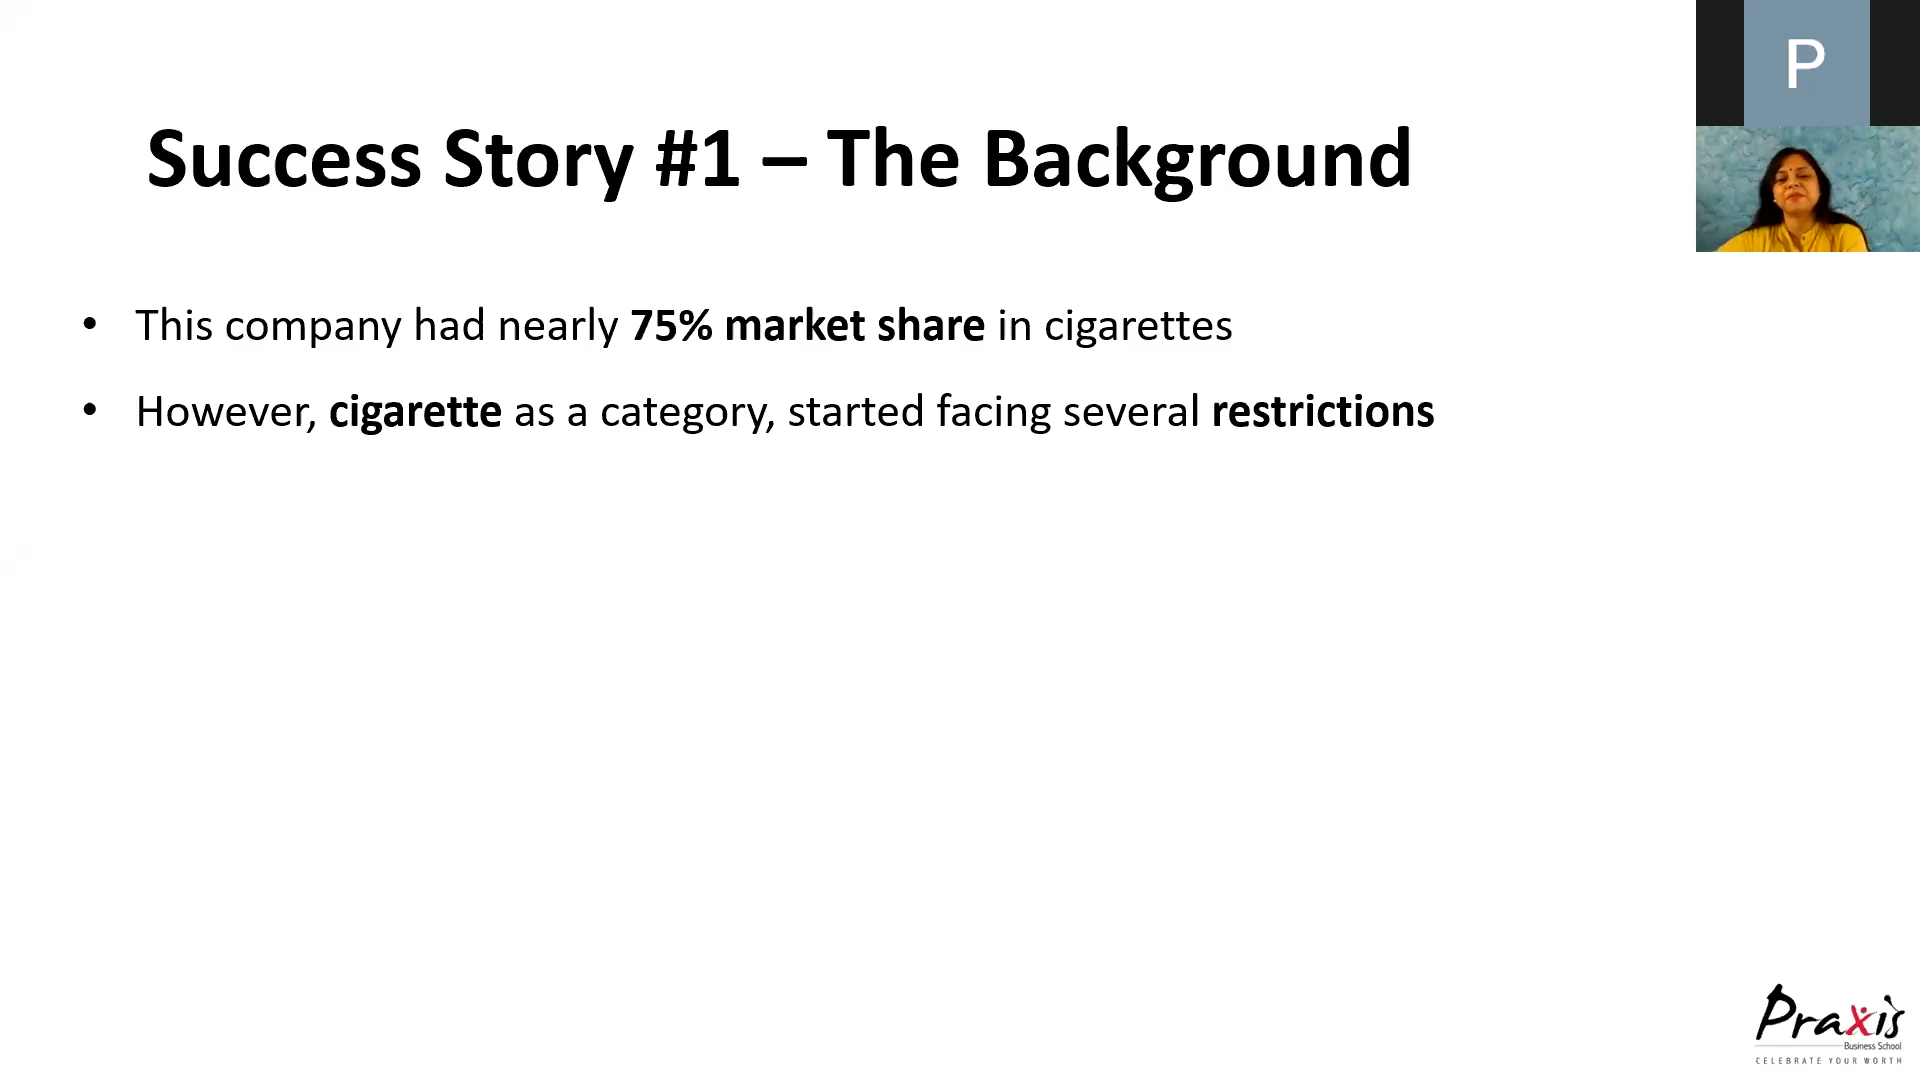 P
Success Story #1 – The Background
• This company had nearly 75% market share in cigarettes
• However, cigarette as a category, started facing several restrictions
Praxis
Business School
CELEBRATE YOUR WORTH